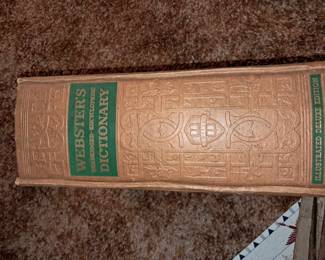 WEBSTER'S
UNABRIDGED - ENCYCLOPEDIC
DICTIONARY
ILLUSTRATED DELUXE EDITION